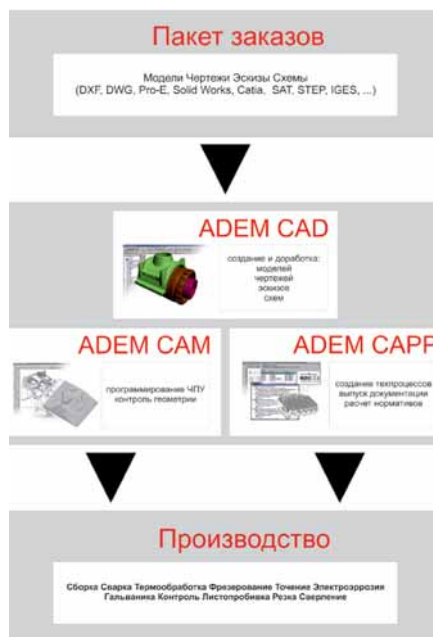 Пакет заказов
Модели Чертежи Эскизы Схемы
(DXF, DWG, Pro-E, Solid Works, Catia, SAT, STEP, IGES, ...)
ADEM CAD
создание и доработка:
моделей
чертежей
эскизов
схем
ADEM CAM
программирование ЧПУ
контроль геометрии
ADEM CAPP
создание техпроцессов
выпуск документации
расчет нормативов
Производство
Сборка Сварка Термообработка Фрезерование Точение Электроэррозия
Гальваника Контроль Листопробивка Резка Сверление